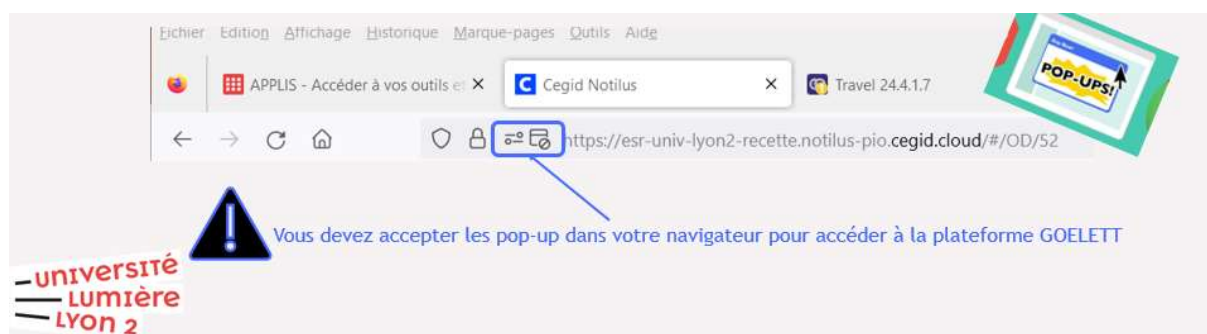 Fichier Edition Affichage Historique Marque-pages Outils Aide
APPLIS - Accéder à vos outils et
Cegid Notilus
Travel 24.4.1.7
POP-UPS!
https://esr-univ-lyon2-recette.notilus-pio.cegid.cloud/#/OD/52
Vous devez accepter les pop-up dans votre navigateur pour accéder à la plateforme GOELETT
université
LUMIère
LYON 2